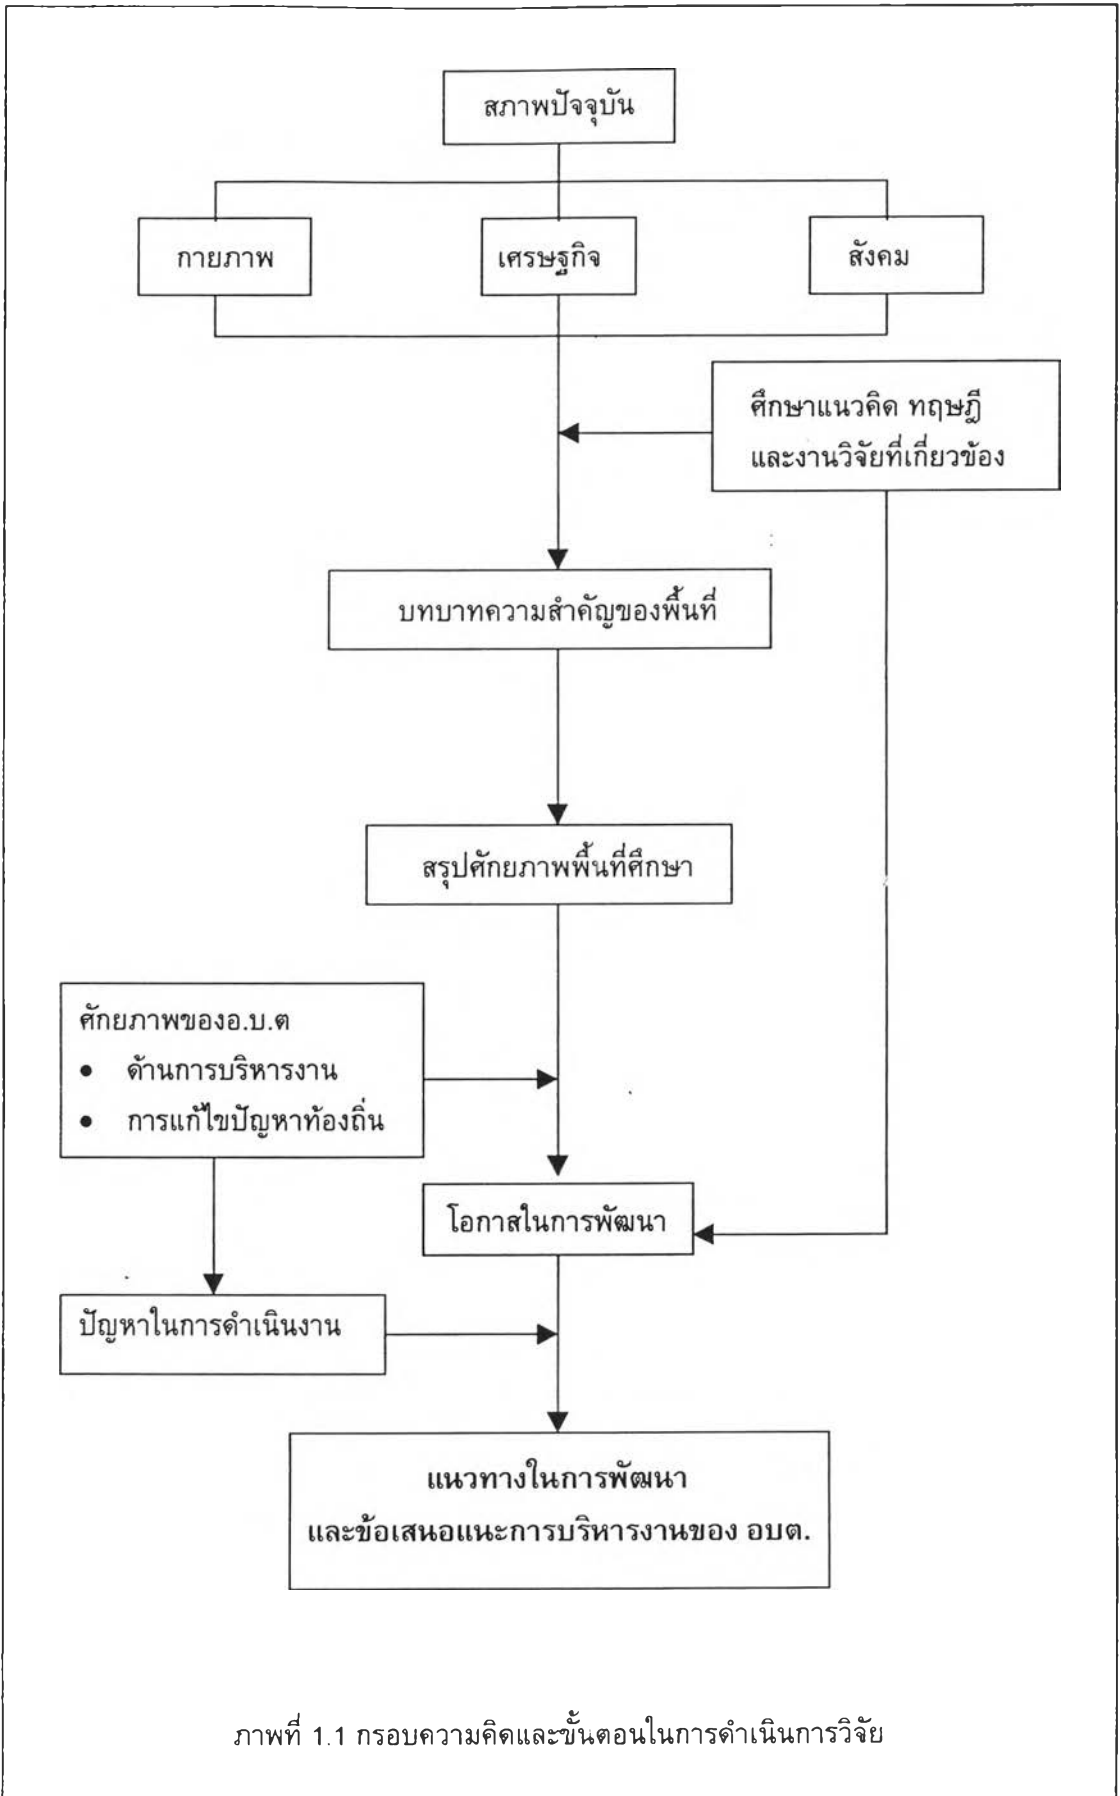 สภาพปัจจุบัน
กายภาพ
เศรษฐกิจ
สังคม
ศึกษาแนวคิด ทฤษฎี
และงานวิจัยที่เกี่ยวข้อง
บทบาทความสำคัญของพื้นที่
สรุปศักยภาพพื้นที่ศึกษา
ศักยภาพของอ.บ.ต
• ด้านการบริหารงาน
• การแก้ไขปัญหาท้องถิ่น
โอกาสในการพัฒนา
ปัญหาในการดำเนินงาน
แนวทางในการพัฒนา
และข้อเสนอแนะการบริหารงานของ อบต.
ภาพที่ 1.1 กรอบความคิดและขั้นตอนในการดำเนินการวิจัย